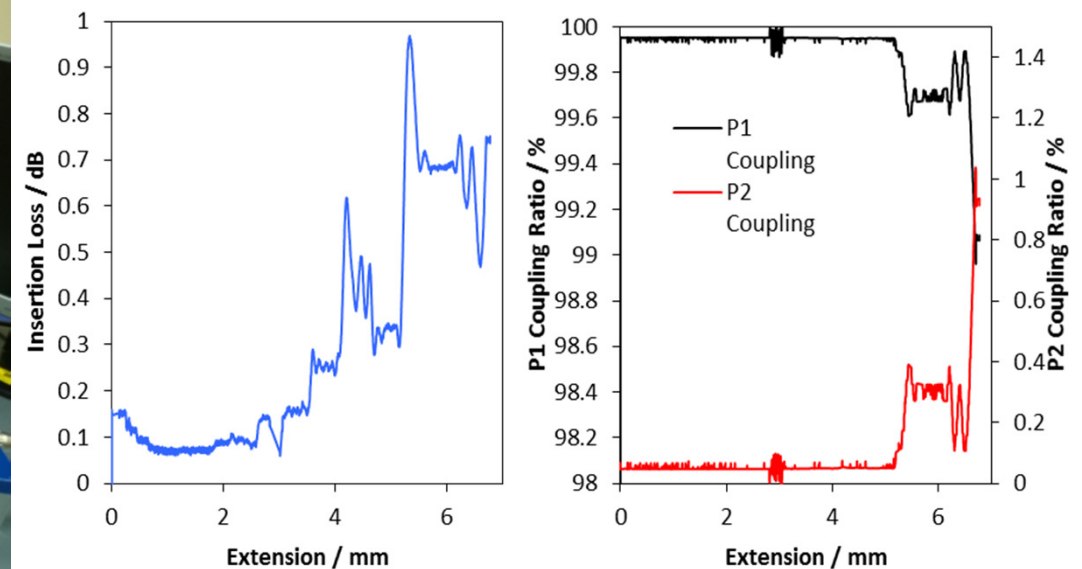 Insertion Loss / dB
1
0.9
0.8
0.7
0.6
0.5
0.4
0.3
0.2
0.1
0
0 2 4 6
Extension / mm
P1 Coupling Ratio / %
100
99.8
99.6
99.4
99.2
99
98.8
98.6
98.4
98.2
98
P1
Coupling
P2
Coupling
1.4
1.2
1
0.8
0.6
0.4
0.2
0
P2 Coupling Ratio / %
0 2 4 6
Extension / mm